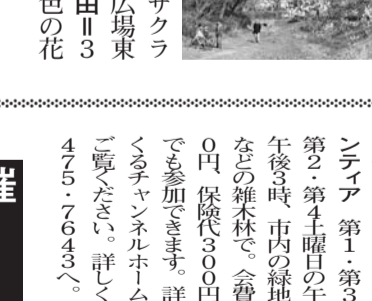 サクラ
広場東
由＝3
色の花
ンティア　第1・第3
第2・第4土曜日の午
午後3時、市内の緑地
などの雑木林で。会費
0円、保険代300円
でも参加できます。詳
くるチャンネルホーム
ご覧ください。詳しく
475・7643へ。
催